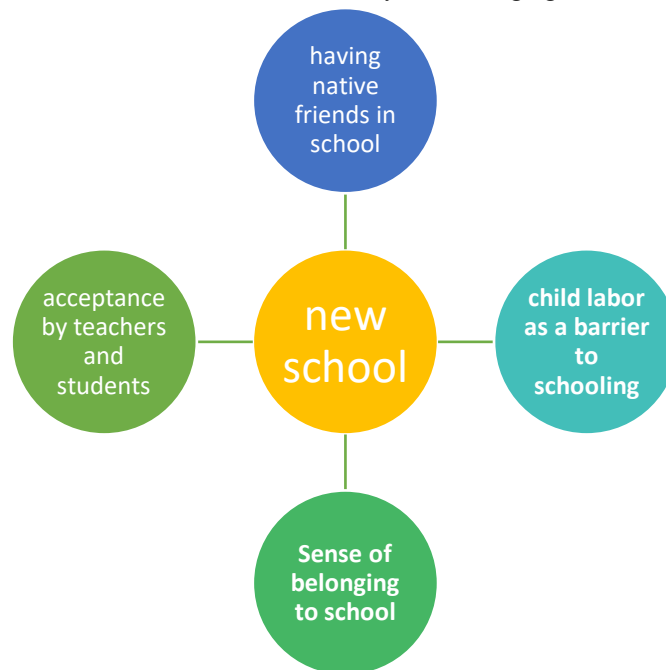 having
native
friends in
school
acceptance
by teachers
and
students
new
school
child labor
as a barrier
to
schooling
Sense of
belonging
to school